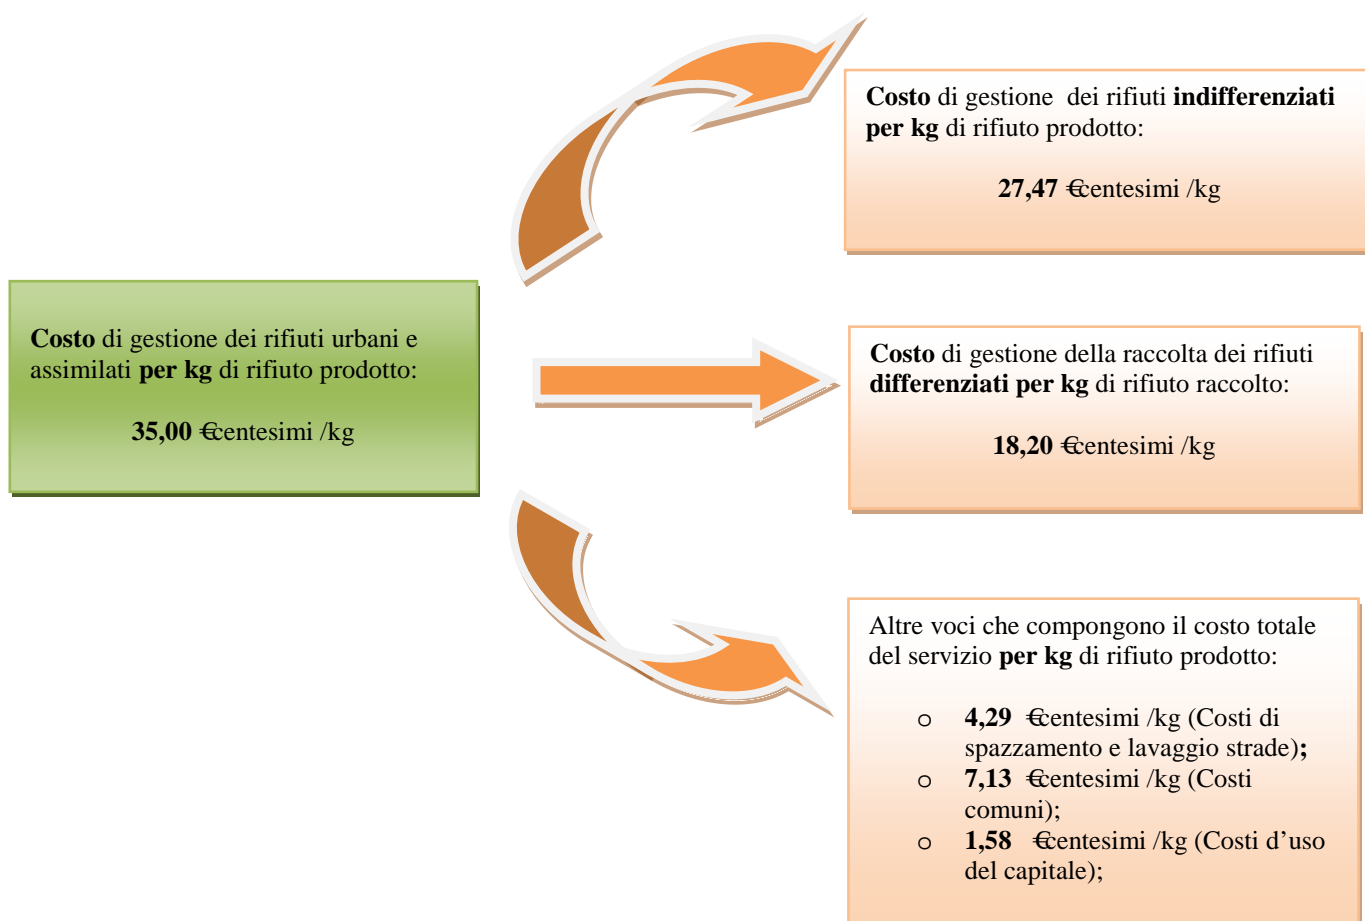 Costo di gestione dei rifiuti indifferenziati
per kg di rifiuto prodotto:
27,47 €centesimi /kg
Costo di gestione dei rifiuti urbani e
assimilati per kg di rifiuto prodotto:
35,00 €centesimi /kg
Costo di gestione della raccolta dei rifiuti
differenziati per kg di rifiuto raccolto:
18,20 €centesimi /kg
Altre voci che compongono il costo totale
del servizio per kg di rifiuto prodotto:
o 4,29 €centesimi /kg (Costi di
spazzamento e lavaggio strade);
o 7,13 €centesimi /kg (Costi
comuni);
o 1,58 €centesimi /kg (Costi d’uso
del capitale);